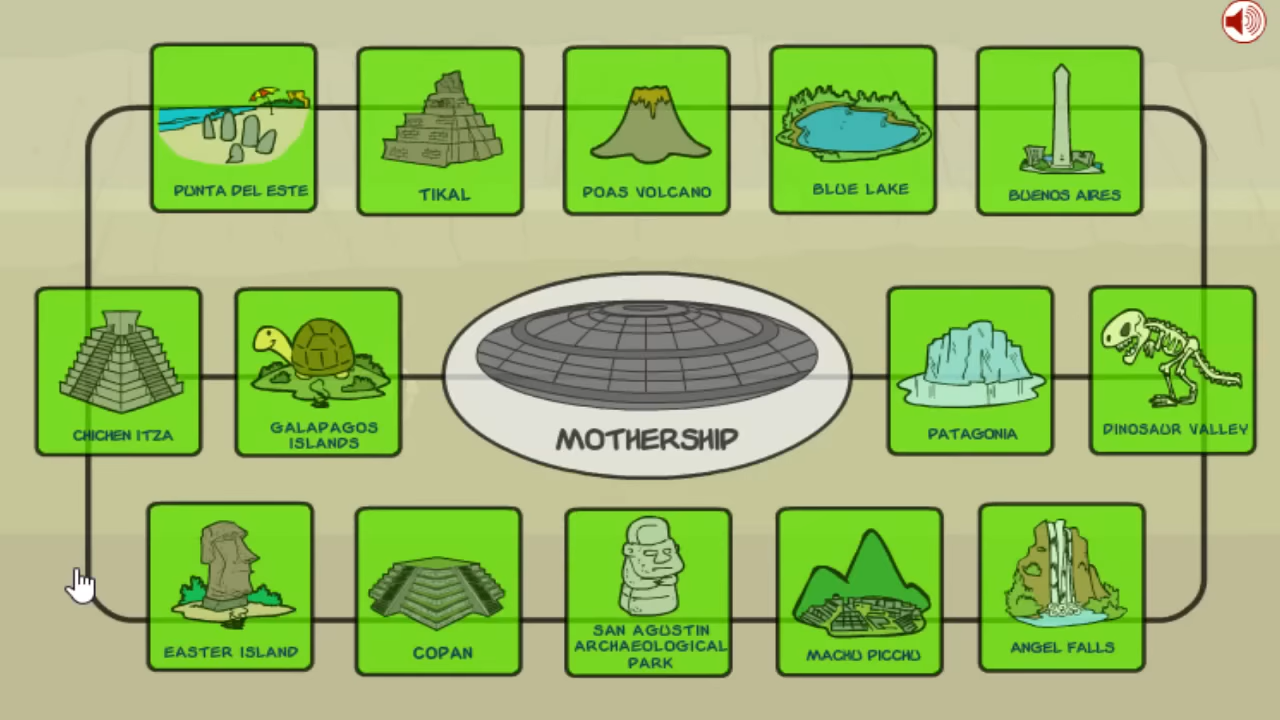 PUNTA DEL ESTE
TIKAL
POAS VOLCANO
BLUE LAKE
BUENOS AIRES
CHICHEN ITZA
GALAPAGOS
ISLANDS
MOTHERSHIP
PATAGONIA
DINOSAUR VALLEY
EASTER ISLAND
COPAN
SAN AGUSTIN
ARCHAEOLOGICAL
PARK
MACHU PICCHU
ANGEL FALLS